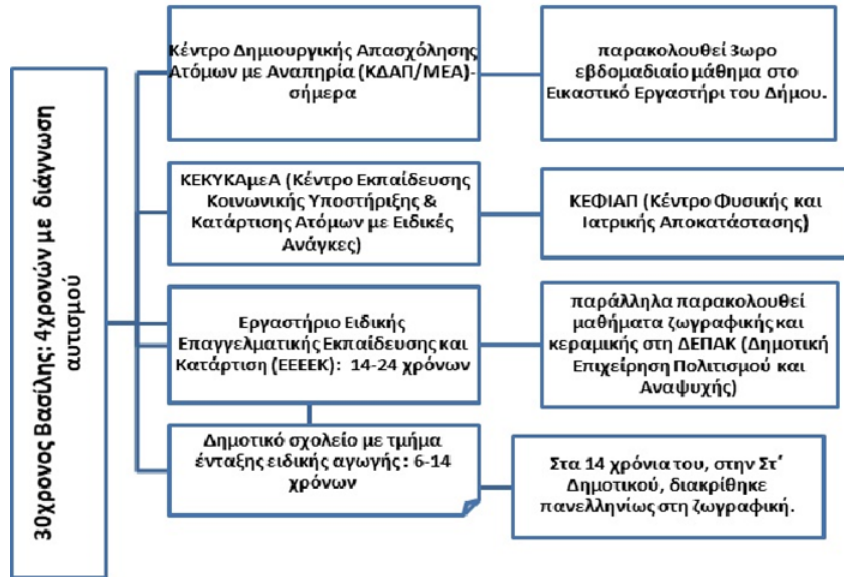 30χρονος Βασίλης: 4χρονών με διάγνωση
αυτισμού
Κέντρο Δημιουργικής Απασχόλησης
Ατόμων με Αναπηρία (ΚΔΑΠ/ΜΕΑ)-
σήμερα
παρακολουθεί 3ωρο
εβδομαδιαίο μάθημα στο
Εικαστικό Εργαστήρι του Δήμου.
ΚΕΚΥΚΑμεΑ (Κέντρο Εκπαίδευσης
Κοινωνικής Υποστήριξης &
Κατάρτισης Ατόμων με Ειδικές
Ανάγκες)
ΚΕΦΙΑΠ (Κέντρο Φυσικής και
Ιατρικής Αποκατάστασης)
Εργαστήριο Ειδικής
Επαγγελματικής Εκπαίδευσης και
Κατάρτιση (ΕΕΕΕΚ): 14-24 χρόνων
παράλληλα παρακολουθεί
μαθήματα ζωγραφικής και
κεραμικής στη ΔΕΠΑΚ (Δημοτική
Επιχείρηση Πολιτισμού και
Αναψυχής)
Δημοτικό σχολείο με τμήμα
ένταξης ειδικής αγωγής : 6-14
χρόνων
Στα 14 χρόνια του, στην Στ΄
Δημοτικού, διακρίθηκε
πανελληνίως στη ζωγραφική.